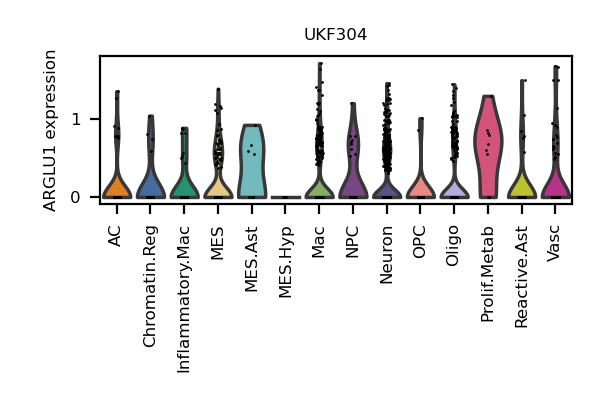 UKF304
ARGLU1 expression
1
0
AC
Chromatin.Reg
Inflammatory.Mac
MES
MES.Ast
MES.Hyp
Mac
NPC
Neuron
OPC
Oligo
Prolif.Metab
Reactive.Ast
Vasc